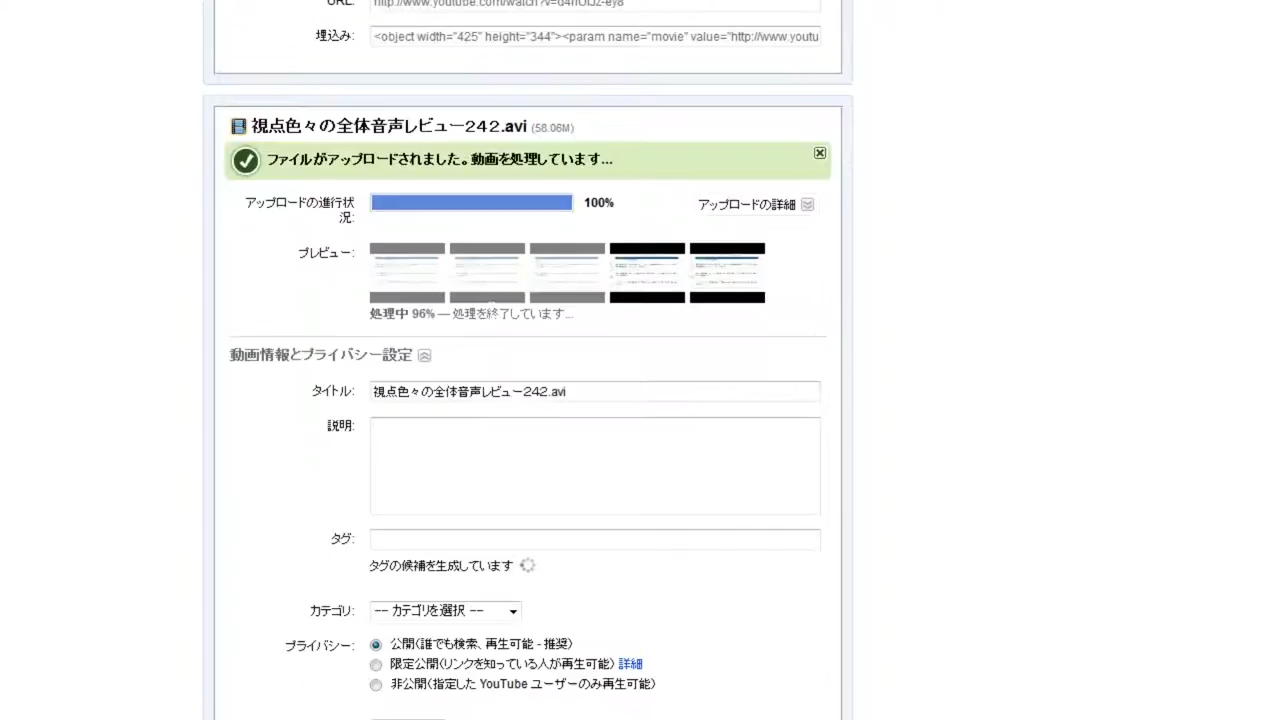 URL:
埋込み: <object width="425" height="344"><param name="movie" value="http://www.youtu
視点色々の全体音声レビュー242.avi (58.06M)
ファイルがアップロードされました。動画を処理しています...
アップロードの進行状況: 100% アップロードの詳細
プレビュー:
処理中 96% — 処理を終了しています...
動画情報とプライバシー設定
タイトル: 視点色々の全体音声レビュー242.avi
説明:
タグ:
タグの候補を生成しています
カテゴリ: -- カテゴリを選択 --
プライバシー: 公開(誰でも検索、再生可能 - 推奨)
限定公開(リンクを知っている人が再生可能) 詳細
非公開(指定した YouTube ユーザーのみ再生可能)